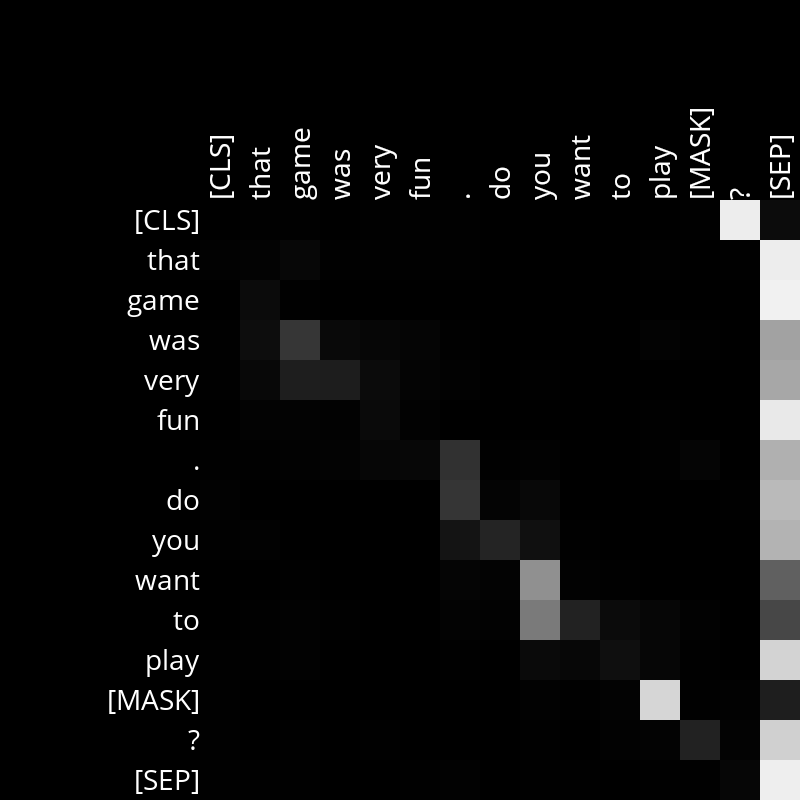 [CLS] that game was very fun . do you want to play [MASK] ? [SEP]
[CLS]
that
game
was
very
fun
.
do
you
want
to
play
[MASK]
?
[SEP]